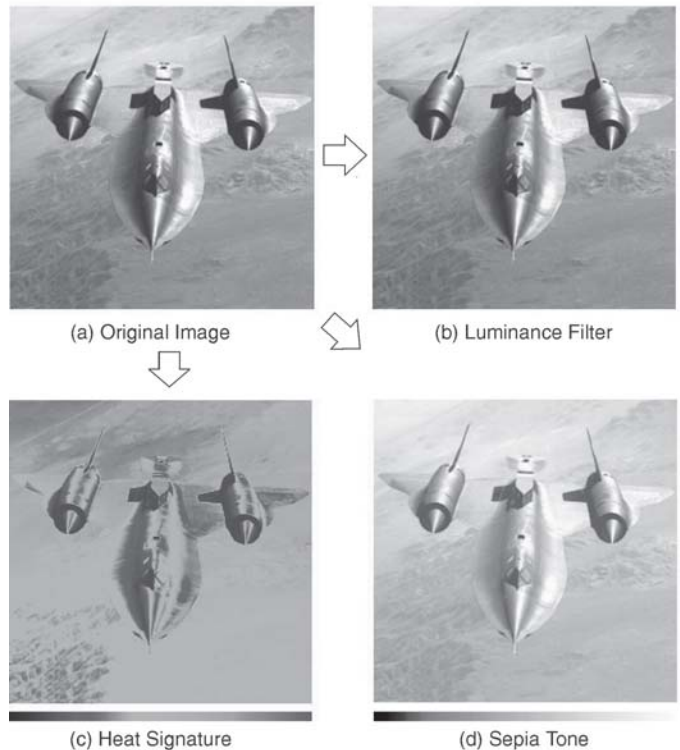 (a) Original Image
(b) Luminance Filter
(c) Heat Signature
(d) Sepia Tone